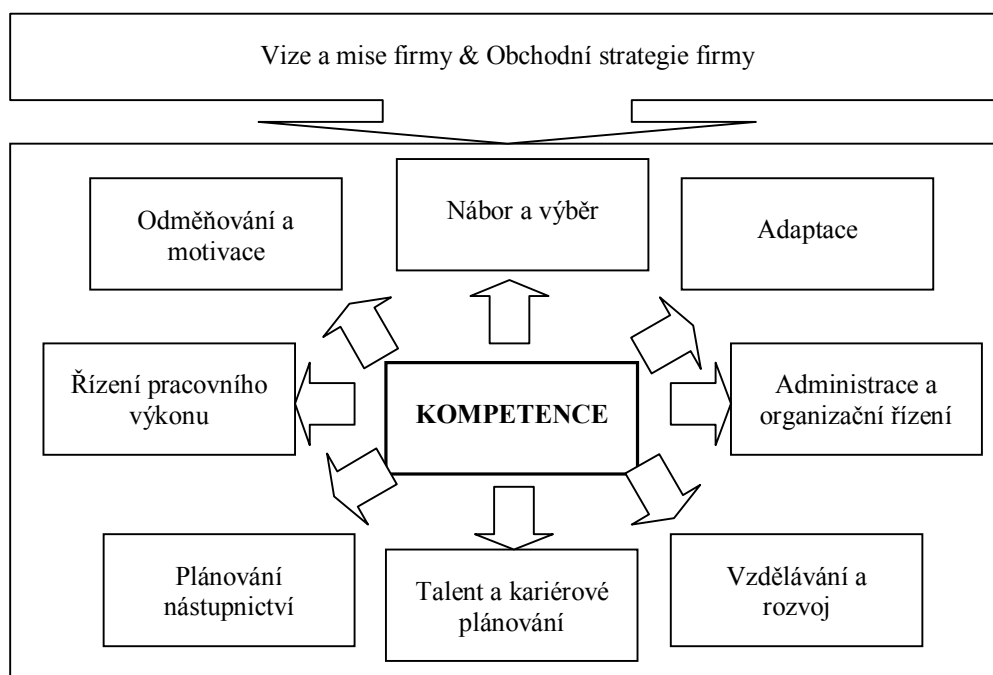 Vize a mise firmy & Obchodní strategie firmy
Odměňování a
motivace
Nábor a výběr
Adaptace
Řízení pracovního
výkonu
KOMPETENCE
Administrace a
organizační řízení
Plánování
nástupnictví
Talent a kariérové
plánování
Vzdělávání a
rozvoj